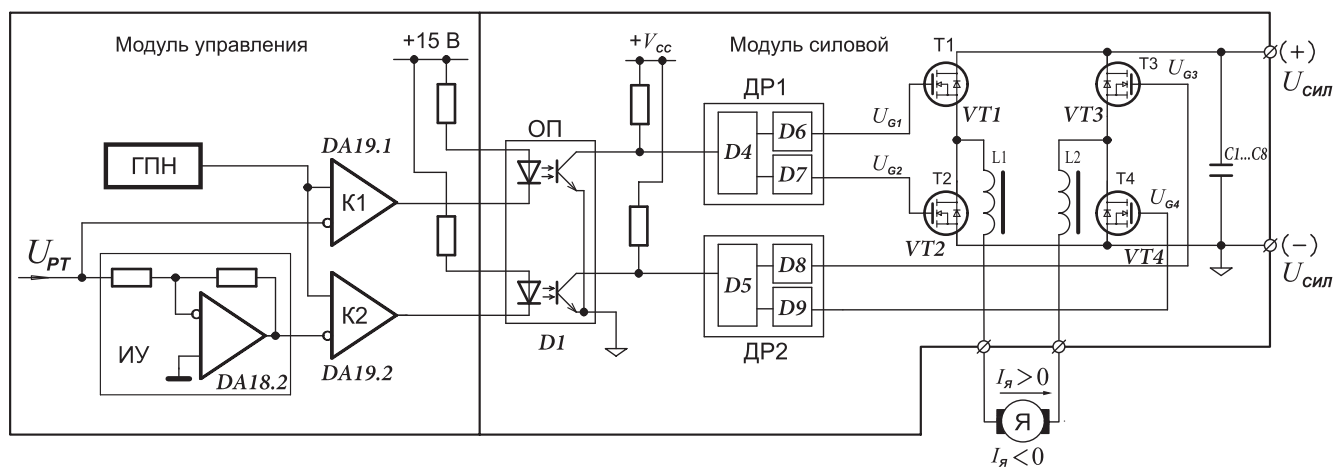 Модуль управления
+15 В
+Vcc
Модуль силовой
ГПН
DA19.1
К1
UРТ
ИУ
DA18.2
К2
DA19.2
ОП
D1
ДР1
D4
D6
D7
D5
D8
D9
ДР2
UG1
UG2
T1
VT1
T2
VT2
L1
L2
T3
VT3
UG3
T4
VT4
UG4
C1...C8
(+)
UСИЛ
(−)
UСИЛ
Iя>0
Я
Iя<0